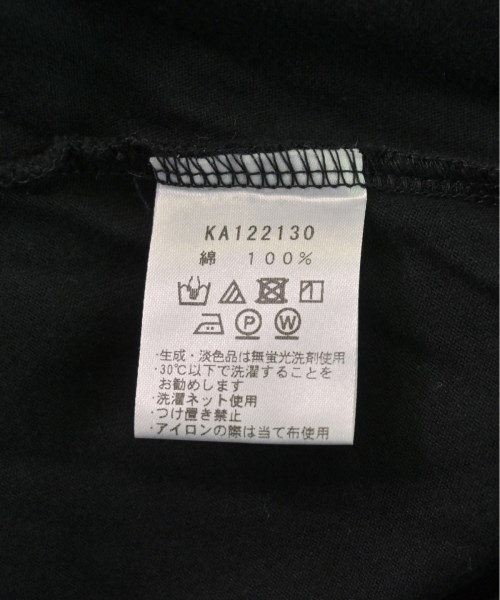 KA122130
綿 100%
P W
・生成・淡色品は無蛍光洗剤使用
・30℃以下で洗濯することを
お勧めします
・洗濯ネット使用
・つけ置き禁止
・アイロンの際は当て布使用